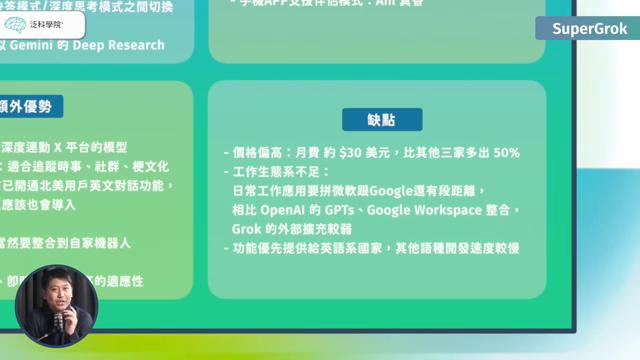 快答模式/深度思考模式之間切換
泛科學院
Gemini 的 Deep Research
- 手機APP支援伴侶模式：Ani 真香
SuperGrok
額外優勢
深度連動 X 平台的模型
：適合追蹤時事、社群、梗文化
已開通北美用戶英文對話功能，
應該也會導入
當然要整合到自家機器人
的適應性
缺點
- 價格偏高：月費 約 $30 美元，比其他三家多出 50%
- 工作生態系不足：
日常工作應用要拼微軟跟Google還有段距離，
相比 OpenAI 的 GPTs、Google Workspace 整合，
Grok 的外部擴充較弱
- 功能優先提供給英語系國家，其他語種開發速度較慢